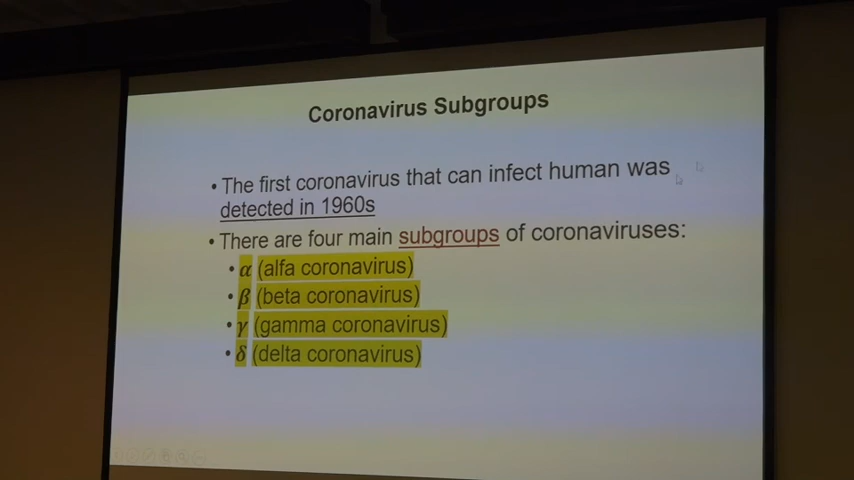 Coronavirus Subgroups
• The first coronavirus that can infect human was
detected in 1960s
• There are four main subgroups of coronaviruses:
• α (alfa coronavirus)
• β (beta coronavirus)
• γ (gamma coronavirus)
• δ (delta coronavirus)